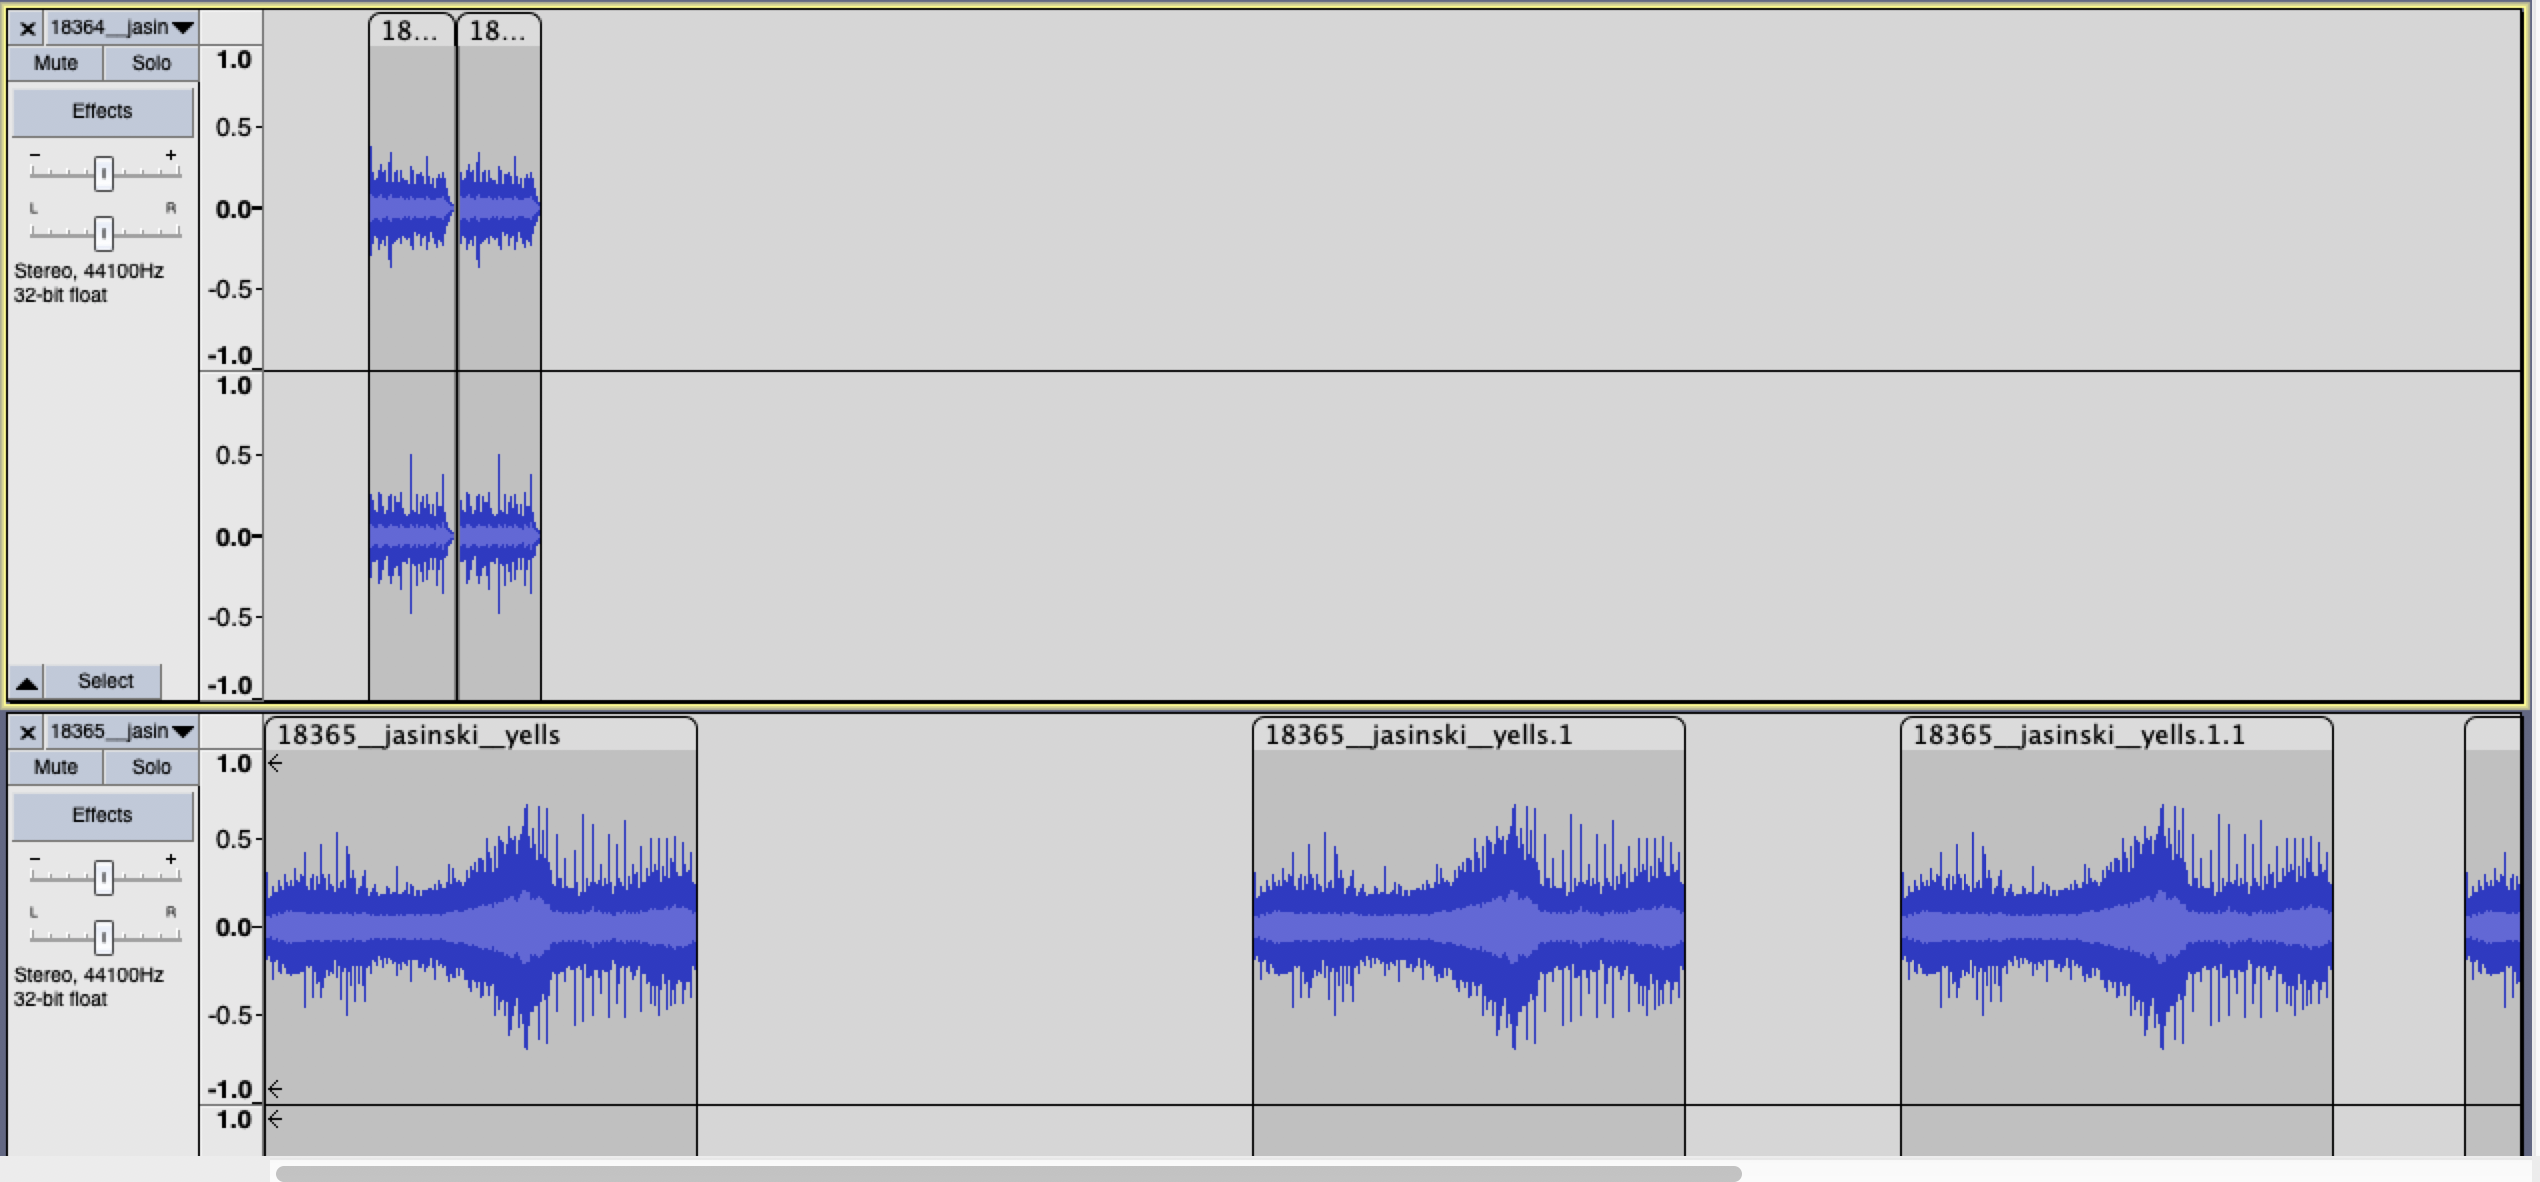 18364__jasin
18...
18...
Mute
Solo
Effects
-
+
L
R
Stereo, 44100Hz
32-bit float
Select
1.0
0.5
0.0
-0.5
-1.0
1.0
0.5
0.0
-0.5
-1.0
18365__jasin
18365__jasinski__yells
18365__jasinski__yells.1
18365__jasinski__yells.1.1
Mute
Solo
Effects
-
+
L
R
Stereo, 44100Hz
32-bit float
1.0
0.5
0.0
-0.5
-1.0
1.0